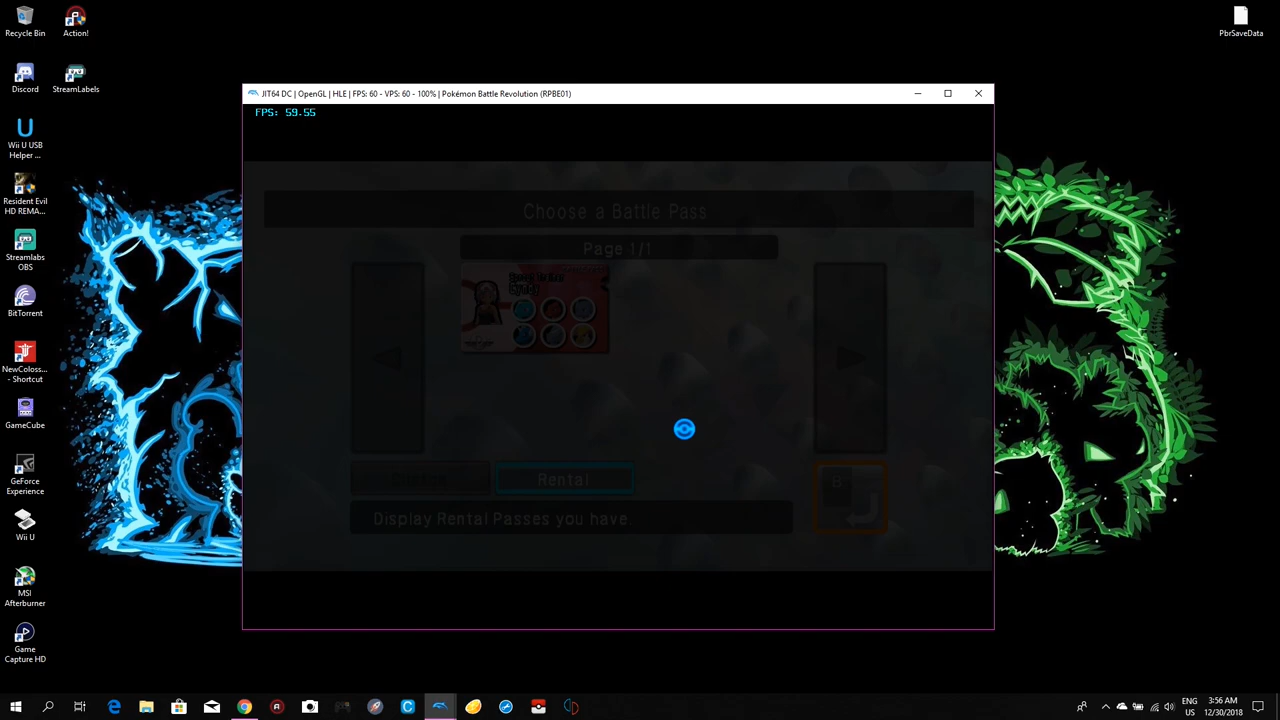 Recycle Bin
Action!
PbrSaveData
Discord
StreamLabels
JIT64 DC | OpenGL | HLE | FPS: 60 - VPS: 60 - 100% | Pokémon Battle Revolution (RPBE01)
FPS: 59.55
Wii U USB
Helper ...
Resident Evil
HD REMA...
Choose a Battle Pass
Page 1/1
Streamlabs
OBS
BitTorrent
NewColoss...
- Shortcut
GameCube
Rental
Display Rental Passes you have.
B
GeForce
Experience
Wii U
MSI
Afterburner
Game
Capture HD
ENG
US
3:56 AM
12/30/2018